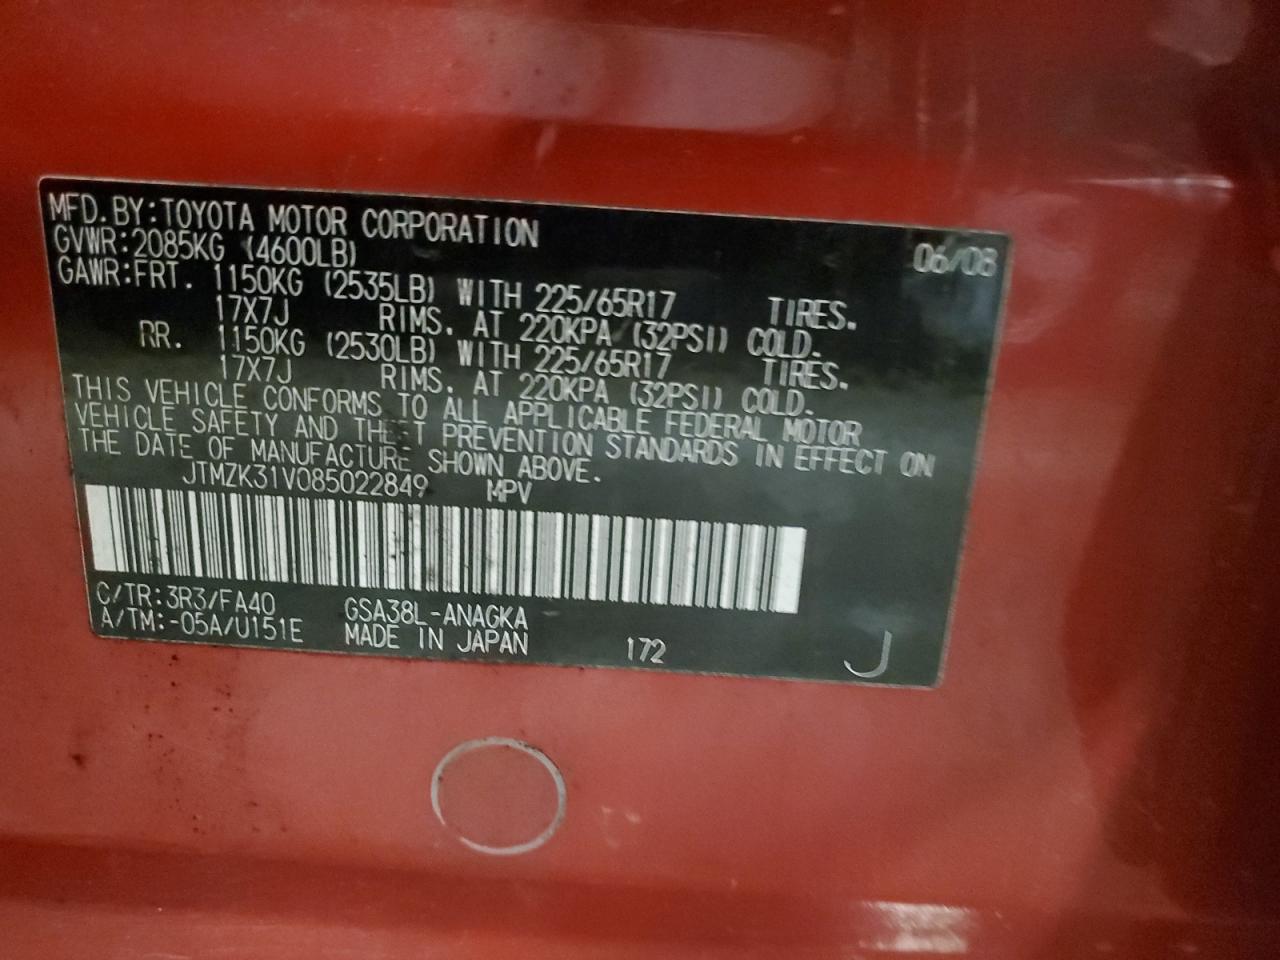 MFD.BY:TOYOTA MOTOR CORPORATION 06/08
GVWR:2085KG (4600LB)
GAWR:FRT. 1150KG (2535LB) WITH 225/65R17 TIRES.
17X7J RIMS. AT 220KPA (32PSI) COLD.
RR. 1150KG (2530LB) WITH 225/65R17 TIRES.
17X7J RIMS. AT 220KPA (32PSI) COLD.
THIS VEHICLE CONFORMS TO ALL APPLICABLE FEDERAL MOTOR
VEHICLE SAFETY AND THEFT PREVENTION STANDARDS IN EFFECT ON
THE DATE OF MANUFACTURE SHOWN ABOVE.
JTMZK31V085022849 MPV
C/TR:3R3/FA40 GSA38L-ANAGKA
A/TM:-05A/U151E MADE IN JAPAN 172 J